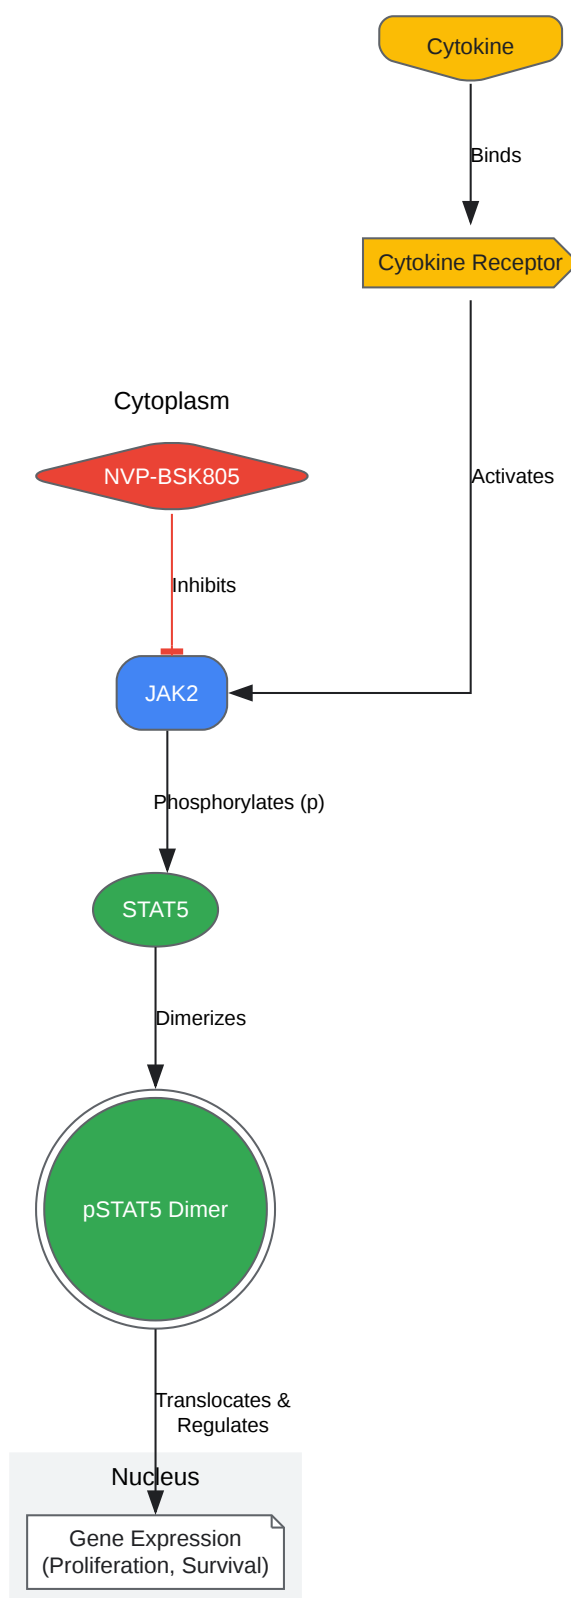 Cytokine
Binds
Cytokine Receptor
Cytoplasm
NVP-BSK805
Activates
Inhibits
JAK2
Phosphorylates (p)
STAT5
Dimerizes
pSTAT5 Dimer
Translocates &
Regulates
Nucleus
Gene Expression
(Proliferation, Survival)